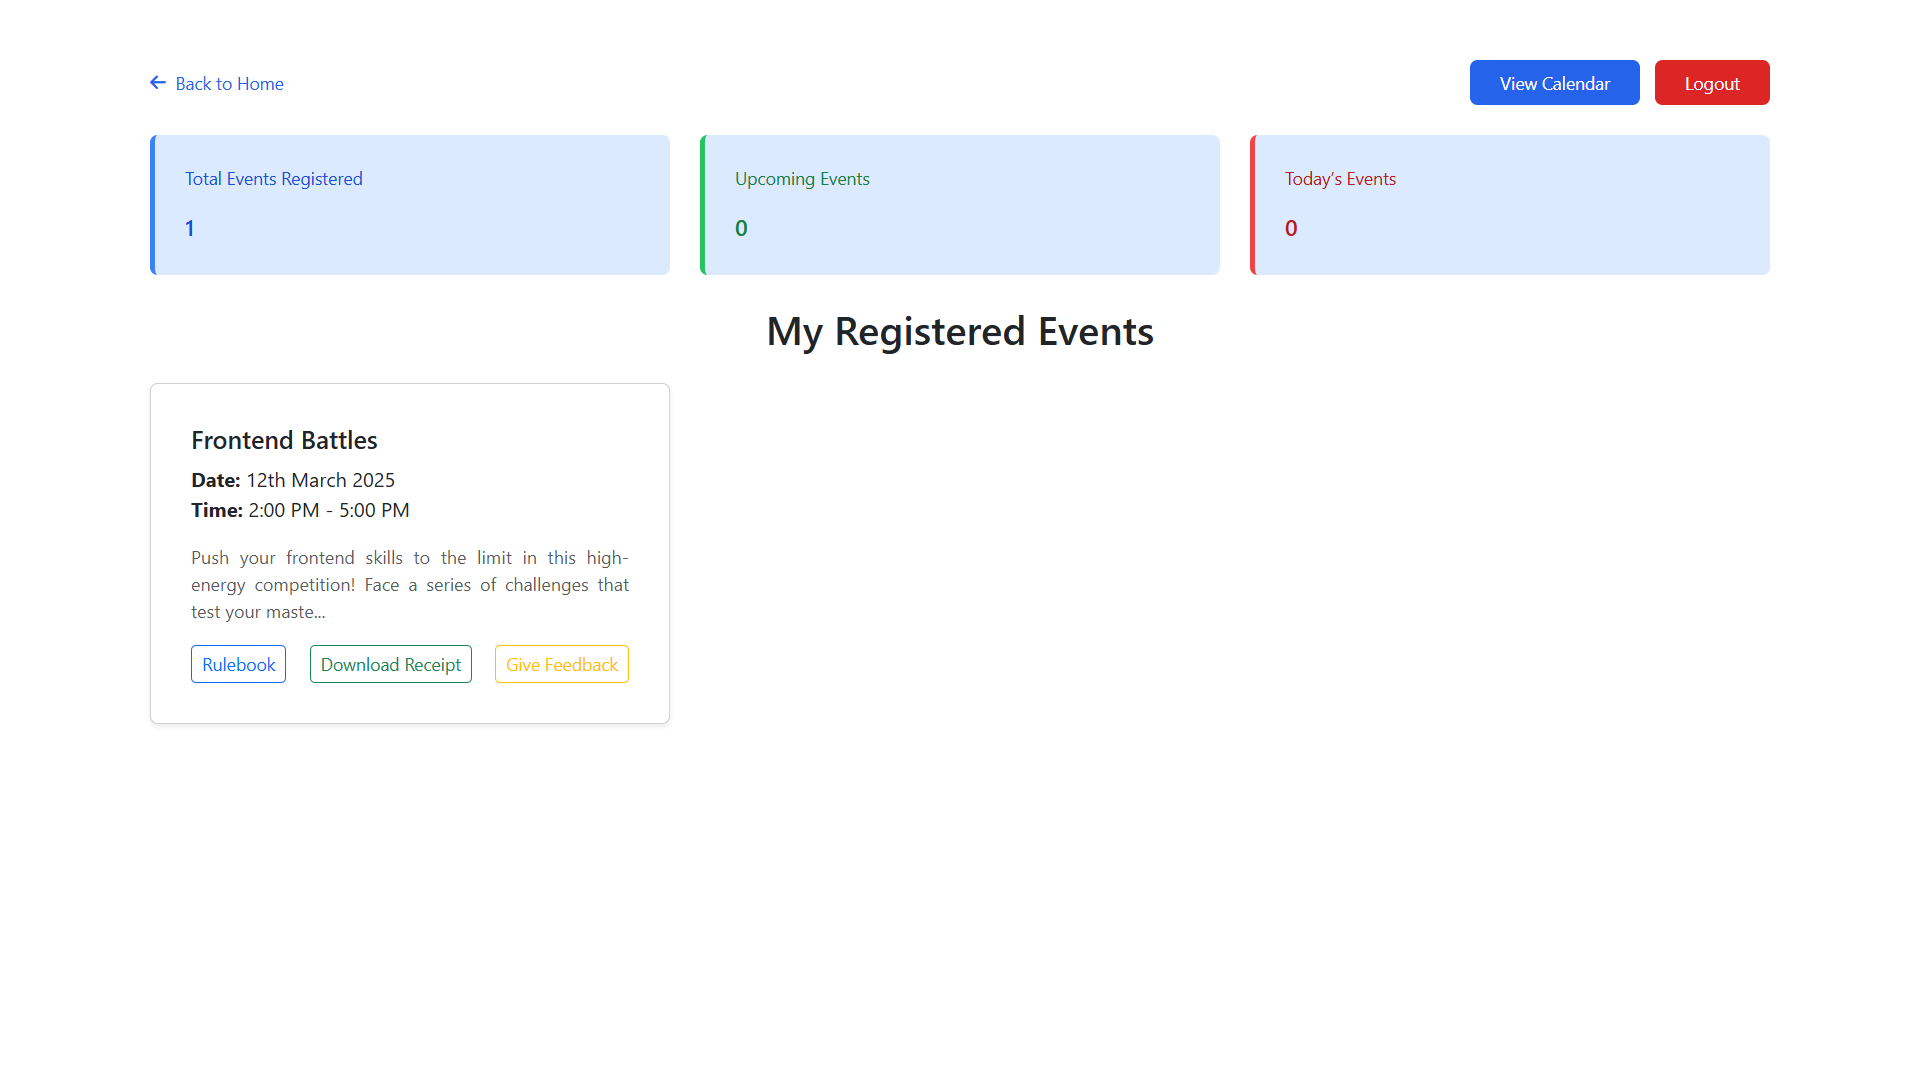 Back to Home
View Calendar
Logout
Total Events Registered
1
Upcoming Events
0
Today’s Events
0
My Registered Events
Frontend Battles
Date: 12th March 2025
Time: 2:00 PM - 5:00 PM
Push your frontend skills to the limit in this high-
energy competition! Face a series of challenges that
test your maste...
Rulebook
Download Receipt
Give Feedback